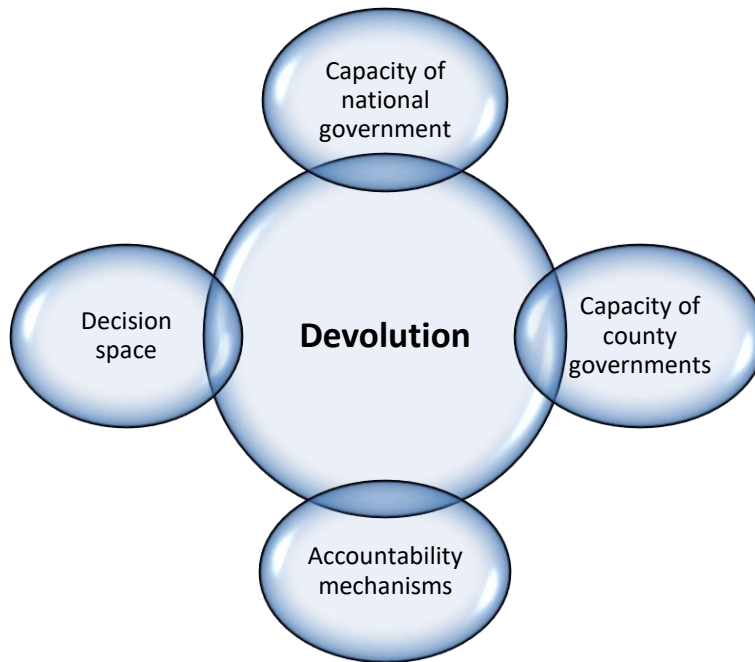 Capacity of
national
government
Decision
space
Devolution
Capacity of
county
governments
Accountability
mechanisms